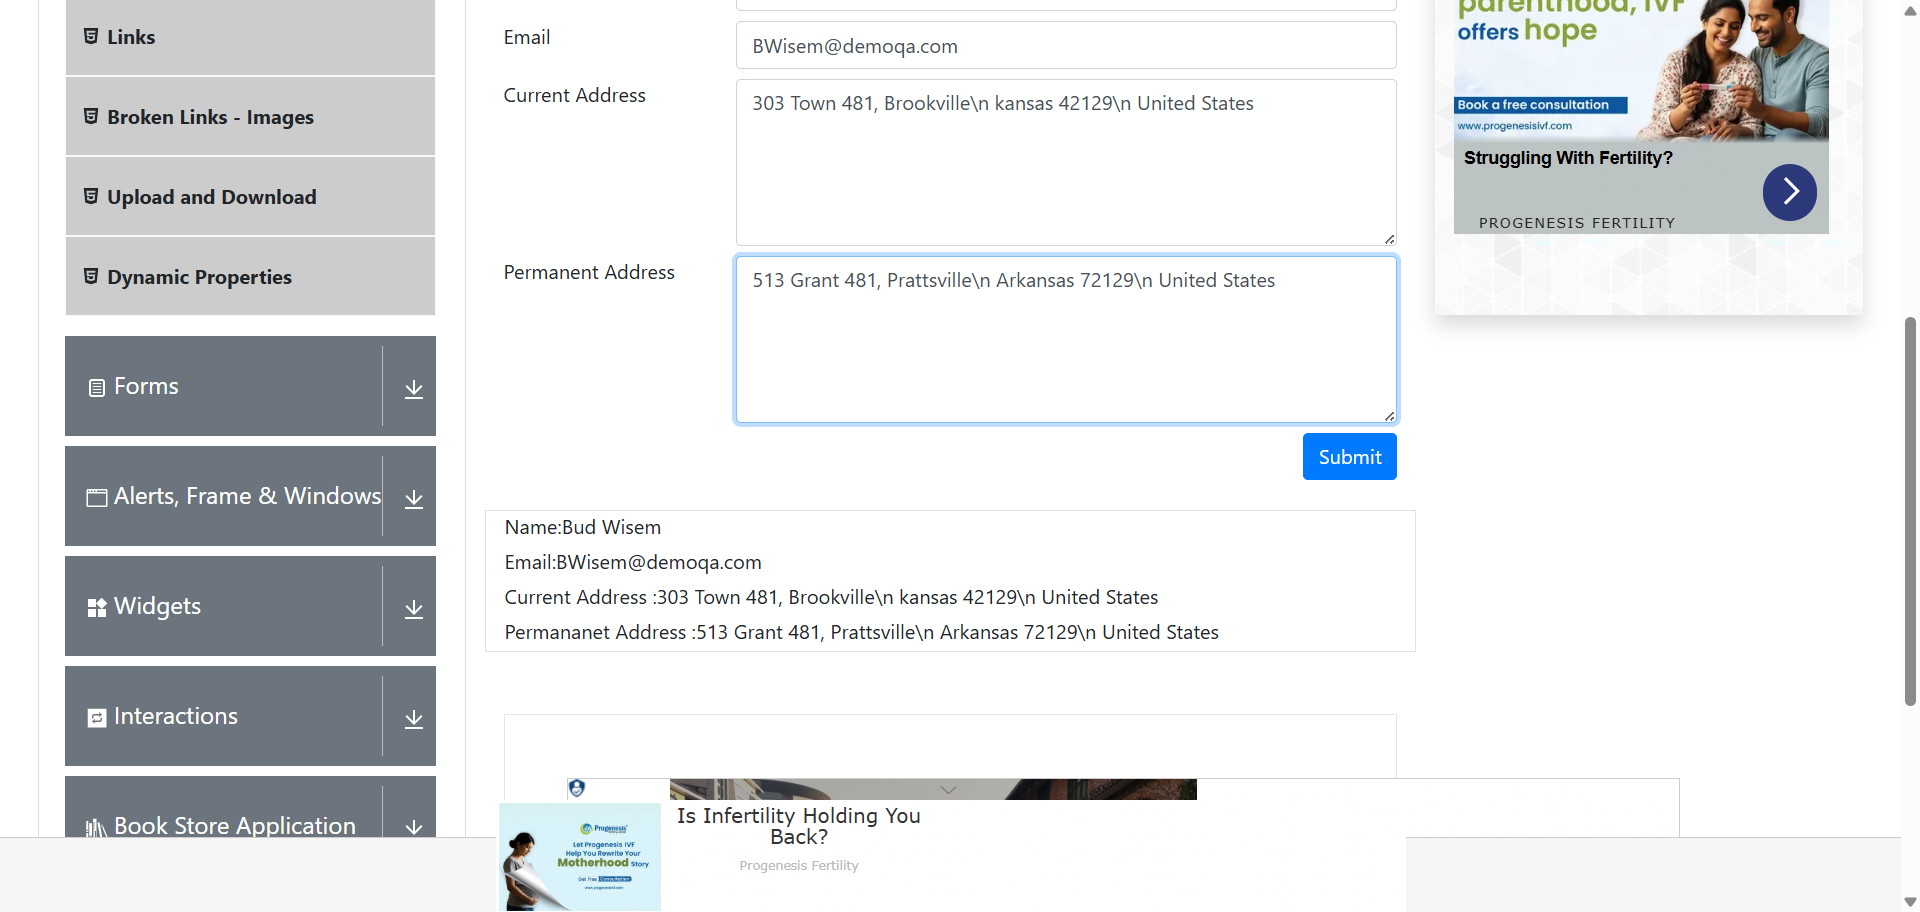 Links
Broken Links - Images
Upload and Download
Dynamic Properties
Forms
Alerts, Frame & Windows
Widgets
Interactions
Book Store Application
Email
BWisem@demoqa.com
Current Address
303 Town 481, Brookville\n kansas 42129\n United States
Permanent Address
513 Grant 481, Prattsville\n Arkansas 72129\n United States
Submit
Name:Bud Wisem
Email:BWisem@demoqa.com
Current Address :303 Town 481, Brookville\n kansas 42129\n United States
Permananet Address :513 Grant 481, Prattsville\n Arkansas 72129\n United States
parenthood, IVF
offers hope
Book a free consultation
www.progenesisivf.com
Struggling With Fertility?
PROGENESIS FERTILITY
Progenesis
Let Progenesis IVF
Help You Rewrite Your
Motherhood Story
Get Free Consultation
www.progenesisivf.com
Is Infertility Holding You
Back?
Progenesis Fertility